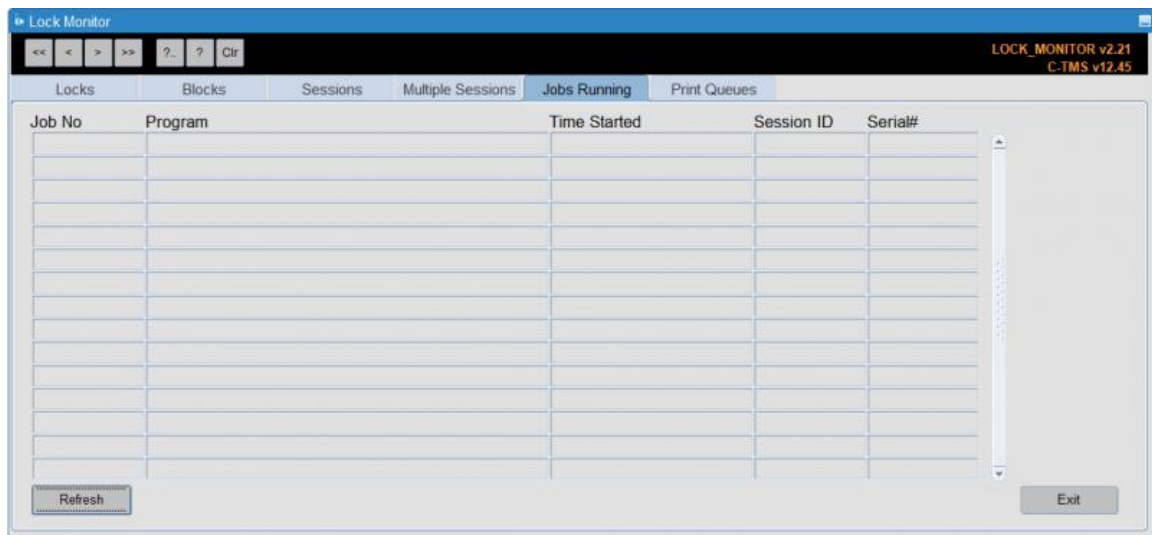 Lock Monitor
<< < > >> ?.. ? Clr
LOCK_MONITOR v2.21
C-TMS v12.45
Locks Blocks Sessions Multiple Sessions Jobs Running Print Queues
Job No Program Time Started Session ID Serial#
Refresh Exit